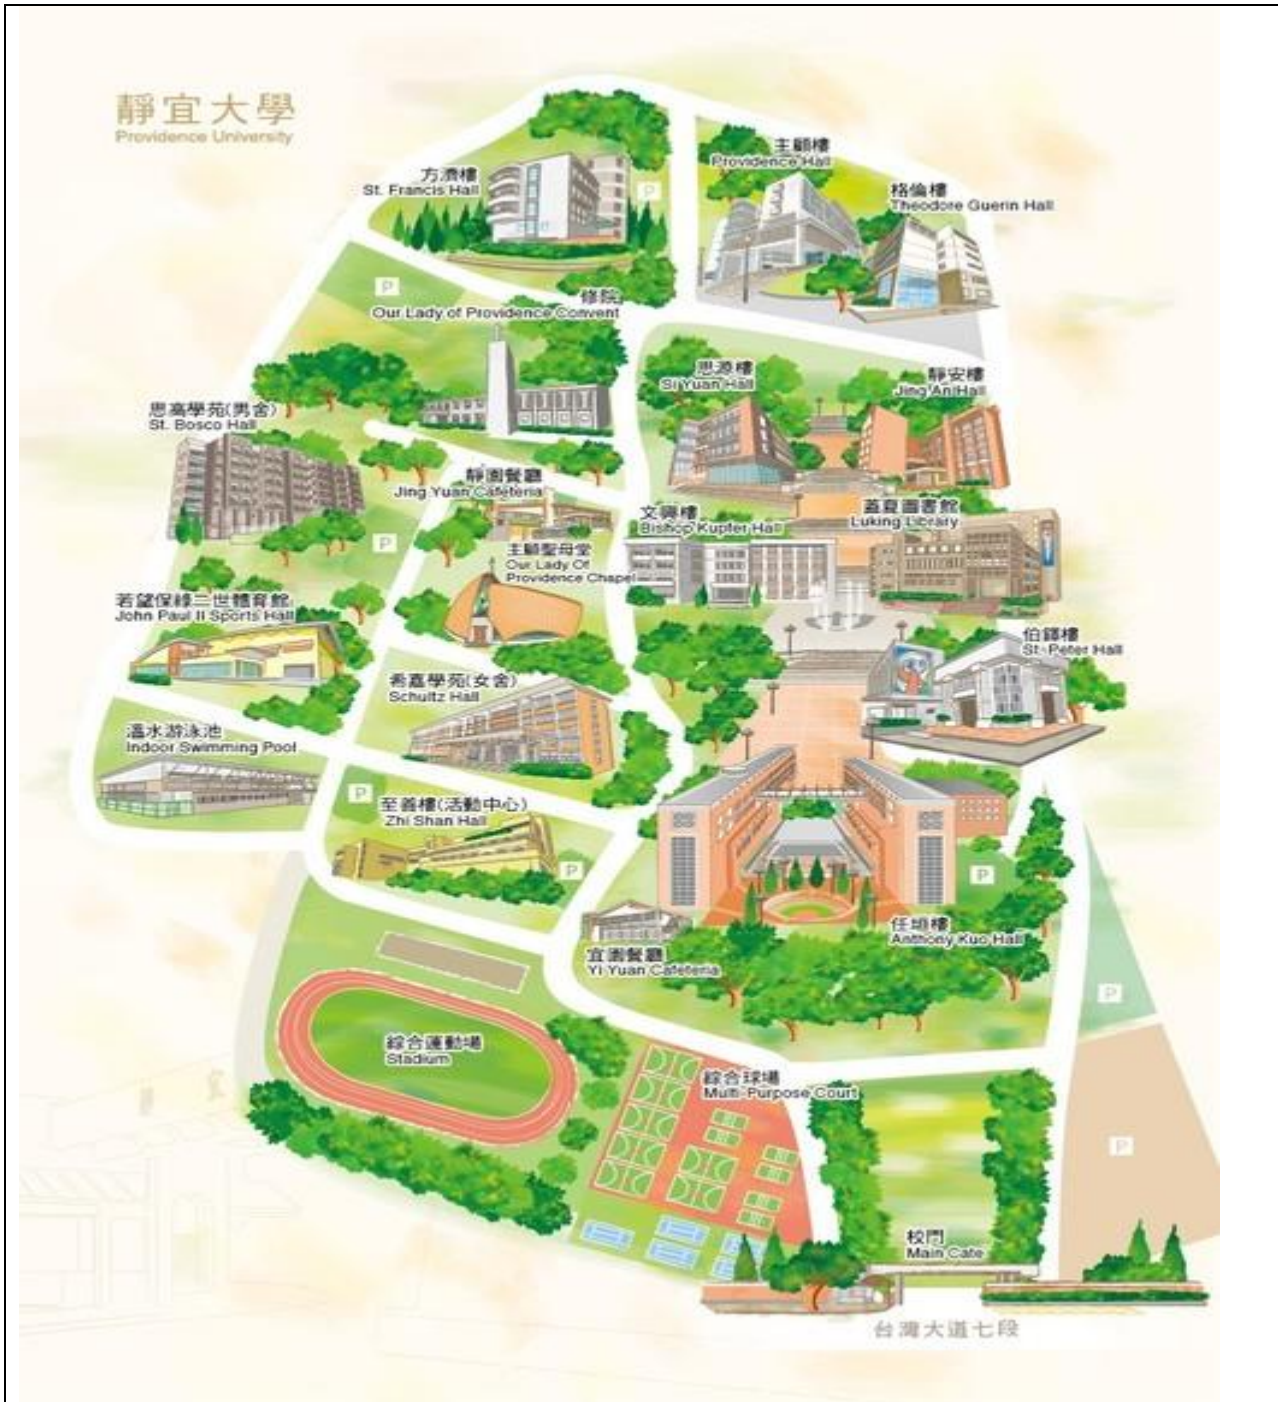 靜宜大學
Providence University
主顧樓
Providence Hall
方濟樓
St. Francis Hall
P
格倫樓
Theodore Guerin Hall
P
修院
Our Lady of Providence Convent
思源樓
Si Yuan Hall
靜安樓
Jing An Hall
思高學苑(男舍)
St. Bosco Hall
靜園餐廳
Jing Yuan Cafeteria
文興樓
Bishop Kupfer Hall
蓋夏圖書館
Luking Library
P
主顧聖母堂
Our Lady Of
Providence Chapel
若望保祿二世體育館
John Paul II Sports Hall
伯鐸樓
St. Peter Hall
希嘉學苑(女舍)
Schultz Hall
溫水游泳池
Indoor Swimming Pool
P
至善樓(活動中心)
Zhi Shan Hall
P
P
任垣樓
Anthony Kuo Hall
宜園餐廳
Yi Yuan Cafeteria
P
綜合運動場
Stadium
綜合球場
Multi-Purpose Court
P
校門
Main Gate
台灣大道七段